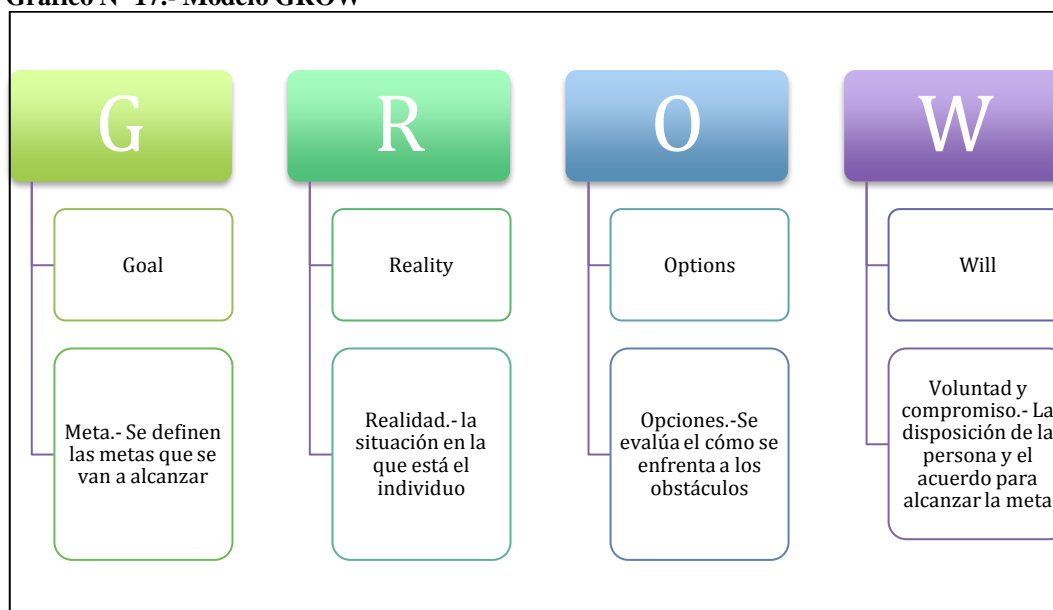 Gráfico N° 17.- Modelo GROW
G
R
O
W
Goal
Reality
Options
Will
Meta.- Se definen
las metas que se
van a alcanzar
Realidad.- la
situación en la
que está el
individuo
Opciones.-Se
evalúa el cómo se
enfrenta a los
obstáculos
Voluntad y
compromiso.- La
disposición de la
persona y el
acuerdo para
alcanzar la meta